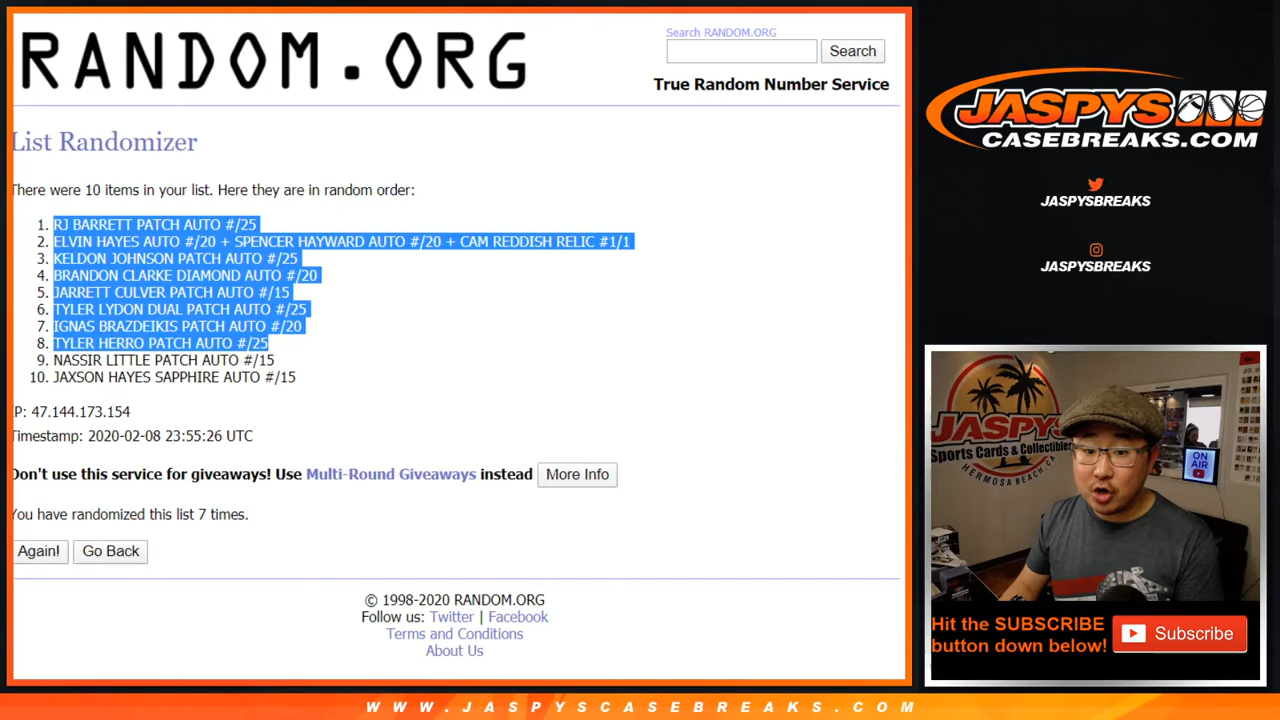 RANDOM.ORG
Search RANDOM.ORG
Search
True Random Number Service
List Randomizer
There were 10 items in your list. Here they are in random order:
1. RJ BARRETT PATCH AUTO #/25
2. ELVIN HAYES AUTO #/20 + SPENCER HAYWARD AUTO #/20 + CAM REDDISH RELIC #1/1
3. KELDON JOHNSON PATCH AUTO #/25
4. BRANDON CLARKE DIAMOND AUTO #/20
5. JARRETT CULVER PATCH AUTO #/15
6. TYLER LYDON DUAL PATCH AUTO #/25
7. IGNAS BRAZDEIKIS PATCH AUTO #/20
8. TYLER HERRO PATCH AUTO #/25
9. NASSIR LITTLE PATCH AUTO #/15
10. JAXSON HAYES SAPPHIRE AUTO #/15
IP: 47.144.173.154
Timestamp: 2020-02-08 23:55:26 UTC
Don't use this service for giveaways! Use Multi-Round Giveaways instead More Info
You have randomized this list 7 times.
Again! Go Back
© 1998-2020 RANDOM.ORG
Follow us: Twitter | Facebook
Terms and Conditions
About Us
JASPYS
CASEBREAKS.COM
JASPYSBREAKS
JASPYSBREAKS
JASPYS
Sports Cards & Collectibles
HERMOSA BEACH, CA
ON
AIR
Hit the SUBSCRIBE
button down below!
Subscribe
WWW.JASPYSCASEBREAKS.COM